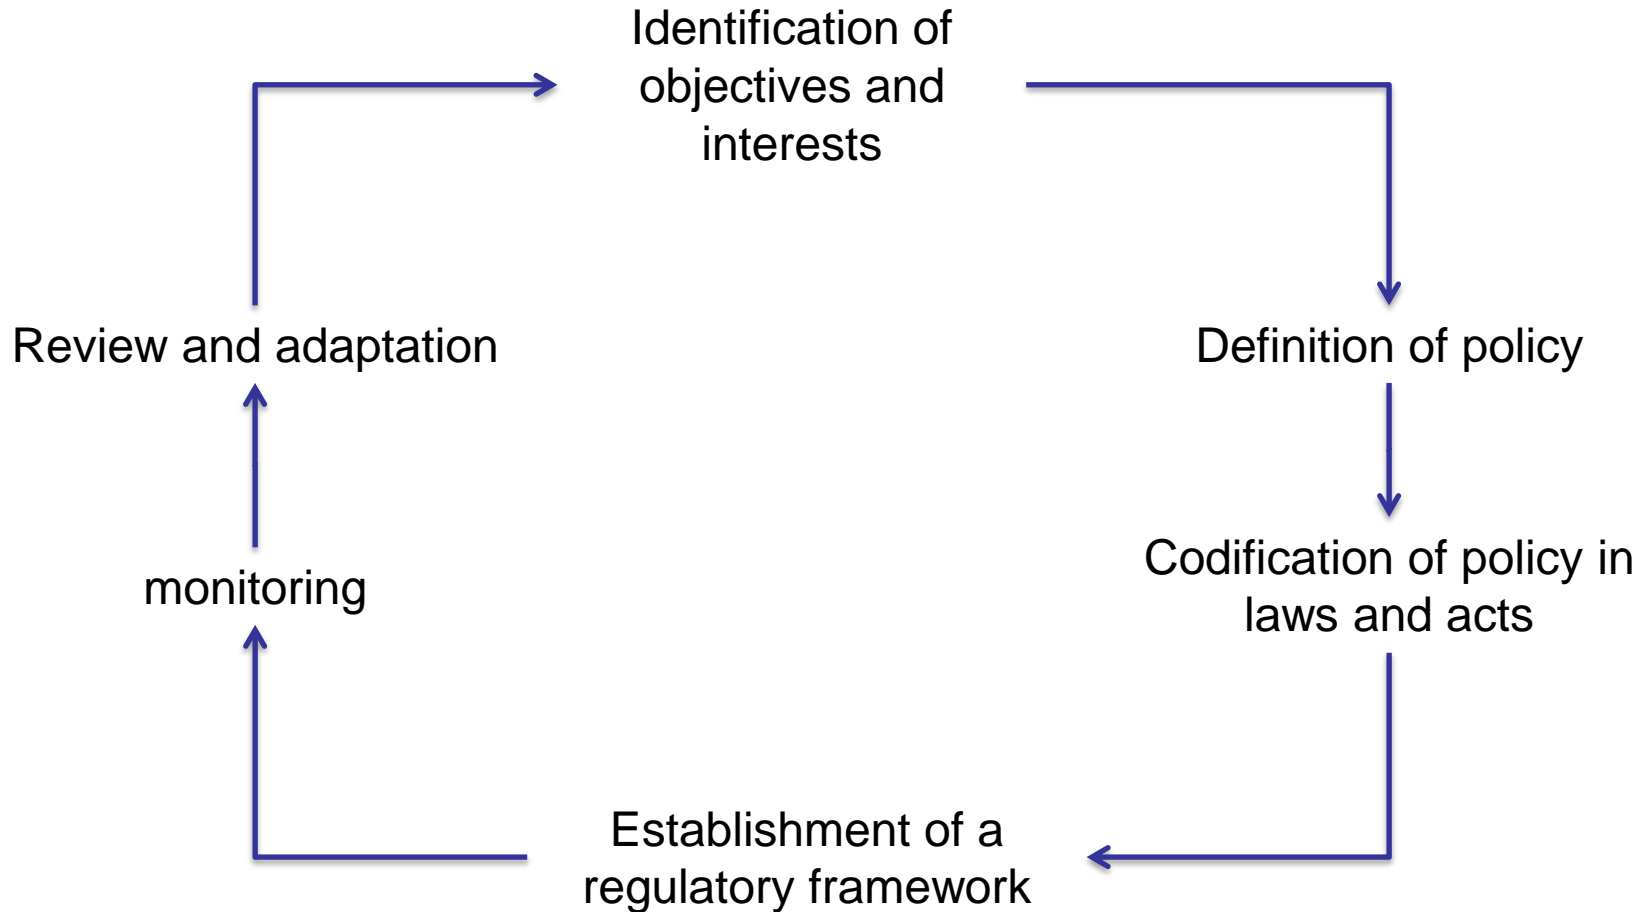 Identification of
objectives and
interests
Review and adaptation
Definition of policy
monitoring
Codification of policy in
laws and acts
Establishment of a
regulatory framework